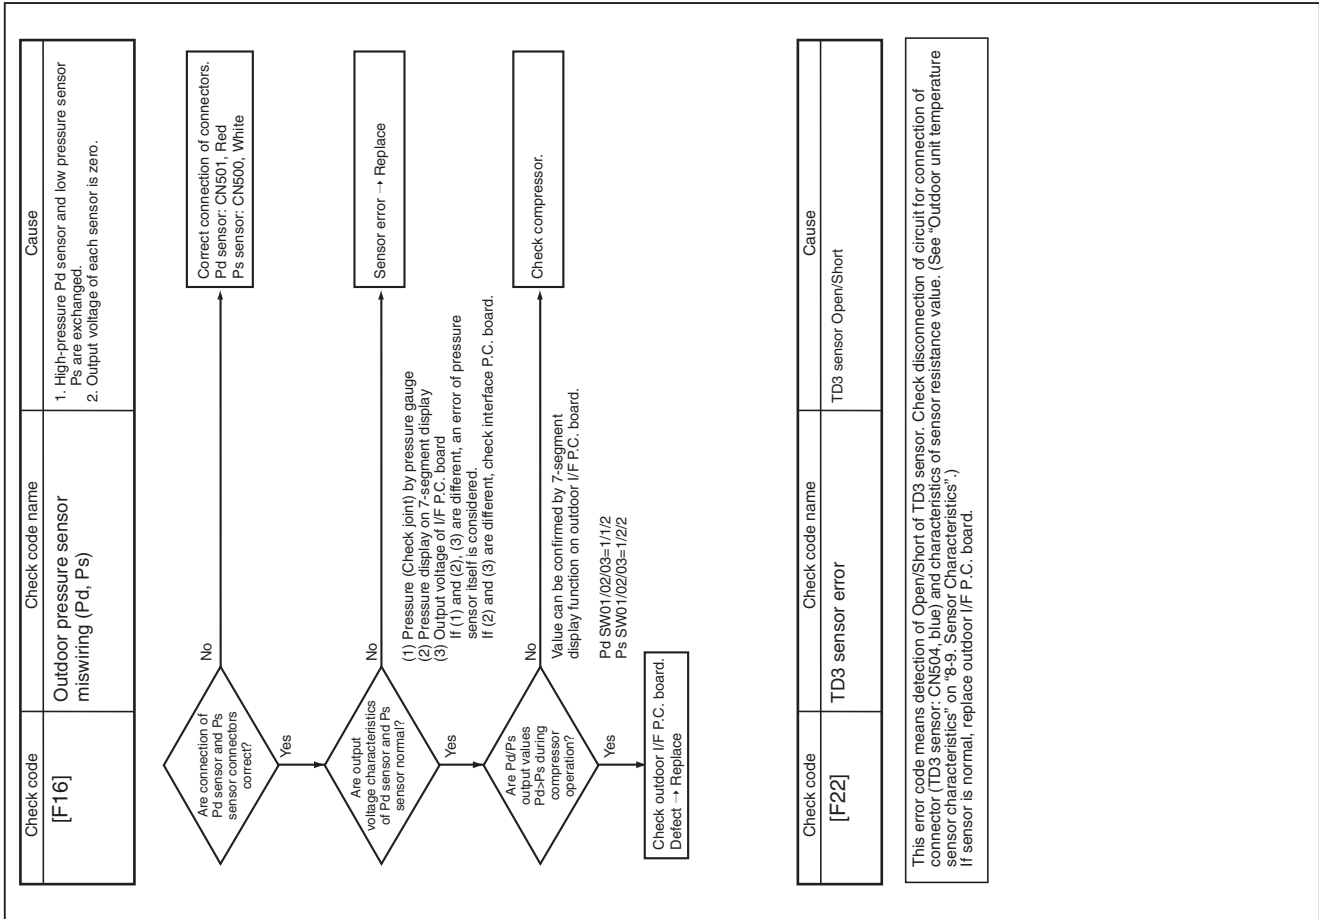 Check code
Check code name
Cause
[F16]
Outdoor pressure sensor
miswiring (Pd, Ps)
1. High-pressure Pd sensor and low pressure sensor
Ps are exchanged.
2. Output voltage of each sensor is zero.
Are connection of
Pd sensor and Ps
sensor connectors
correct?
No
Correct connection of connectors.
Pd sensor: CN501, Red
Ps sensor: CN500, White
Yes
Are output
voltage characteristics
of Pd sensor and Ps
sensor normal?
No
Sensor error → Replace
(1) Pressure (Check joint) by pressure gauge
(2) Pressure display on 7-segment display
(3) Output voltage of I/F P.C. board
If (1) and (2), (3) are different, an error of pressure
sensor itself is considered.
If (2) and (3) are different, check interface P.C. board.
Yes
Are Pd/Ps
output values
Pd>Ps during
compressor
operation?
No
Check compressor.
Value can be confirmed by 7-segment
display function on outdoor I/F P.C. board.
Pd SW01/02/03=1/1/2
Ps SW01/02/03=1/2/2
Yes
Check outdoor I/F P.C. board.
Defect → Replace
Check code
Check code name
Cause
[F22]
TD3 sensor error
TD3 sensor Open/Short
This error code means detection of Open/Short of TD3 sensor. Check disconnection of circuit for connection of
connector (TD3 sensor: CN504, blue) and characteristics of sensor resistance value. (See “Outdoor unit temperature
sensor characteristics” on “8-9. Sensor Characteristics”.)
If sensor is normal, replace outdoor I/F P.C. board.